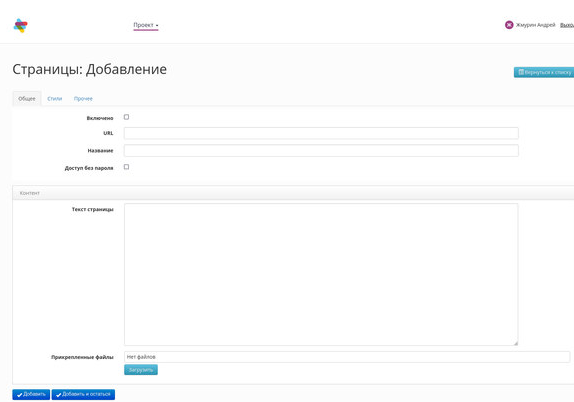 Проект
Жмурин Андрей
Страницы: Добавление
Вернуться к списку
Общее Стили Прочее
Включено
URL
Название
Доступ без пароля
Контент
Текст страницы
Прикрепленные файлы
Нет файлов
Загрузить
Добавить Добавить и остаться